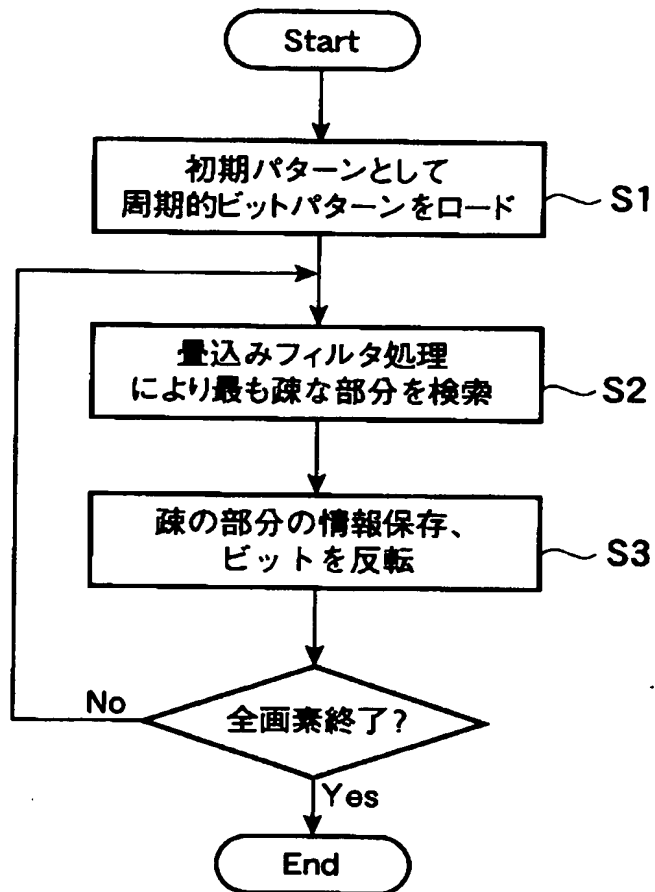 Start
初期パターンとして
周期的ビットパターンをロード
S1
畳込みフィルタ処理
により最も疎な部分を検索
S2
疎の部分の情報保存、
ビットを反転
S3
No
全画素終了?
Yes
End